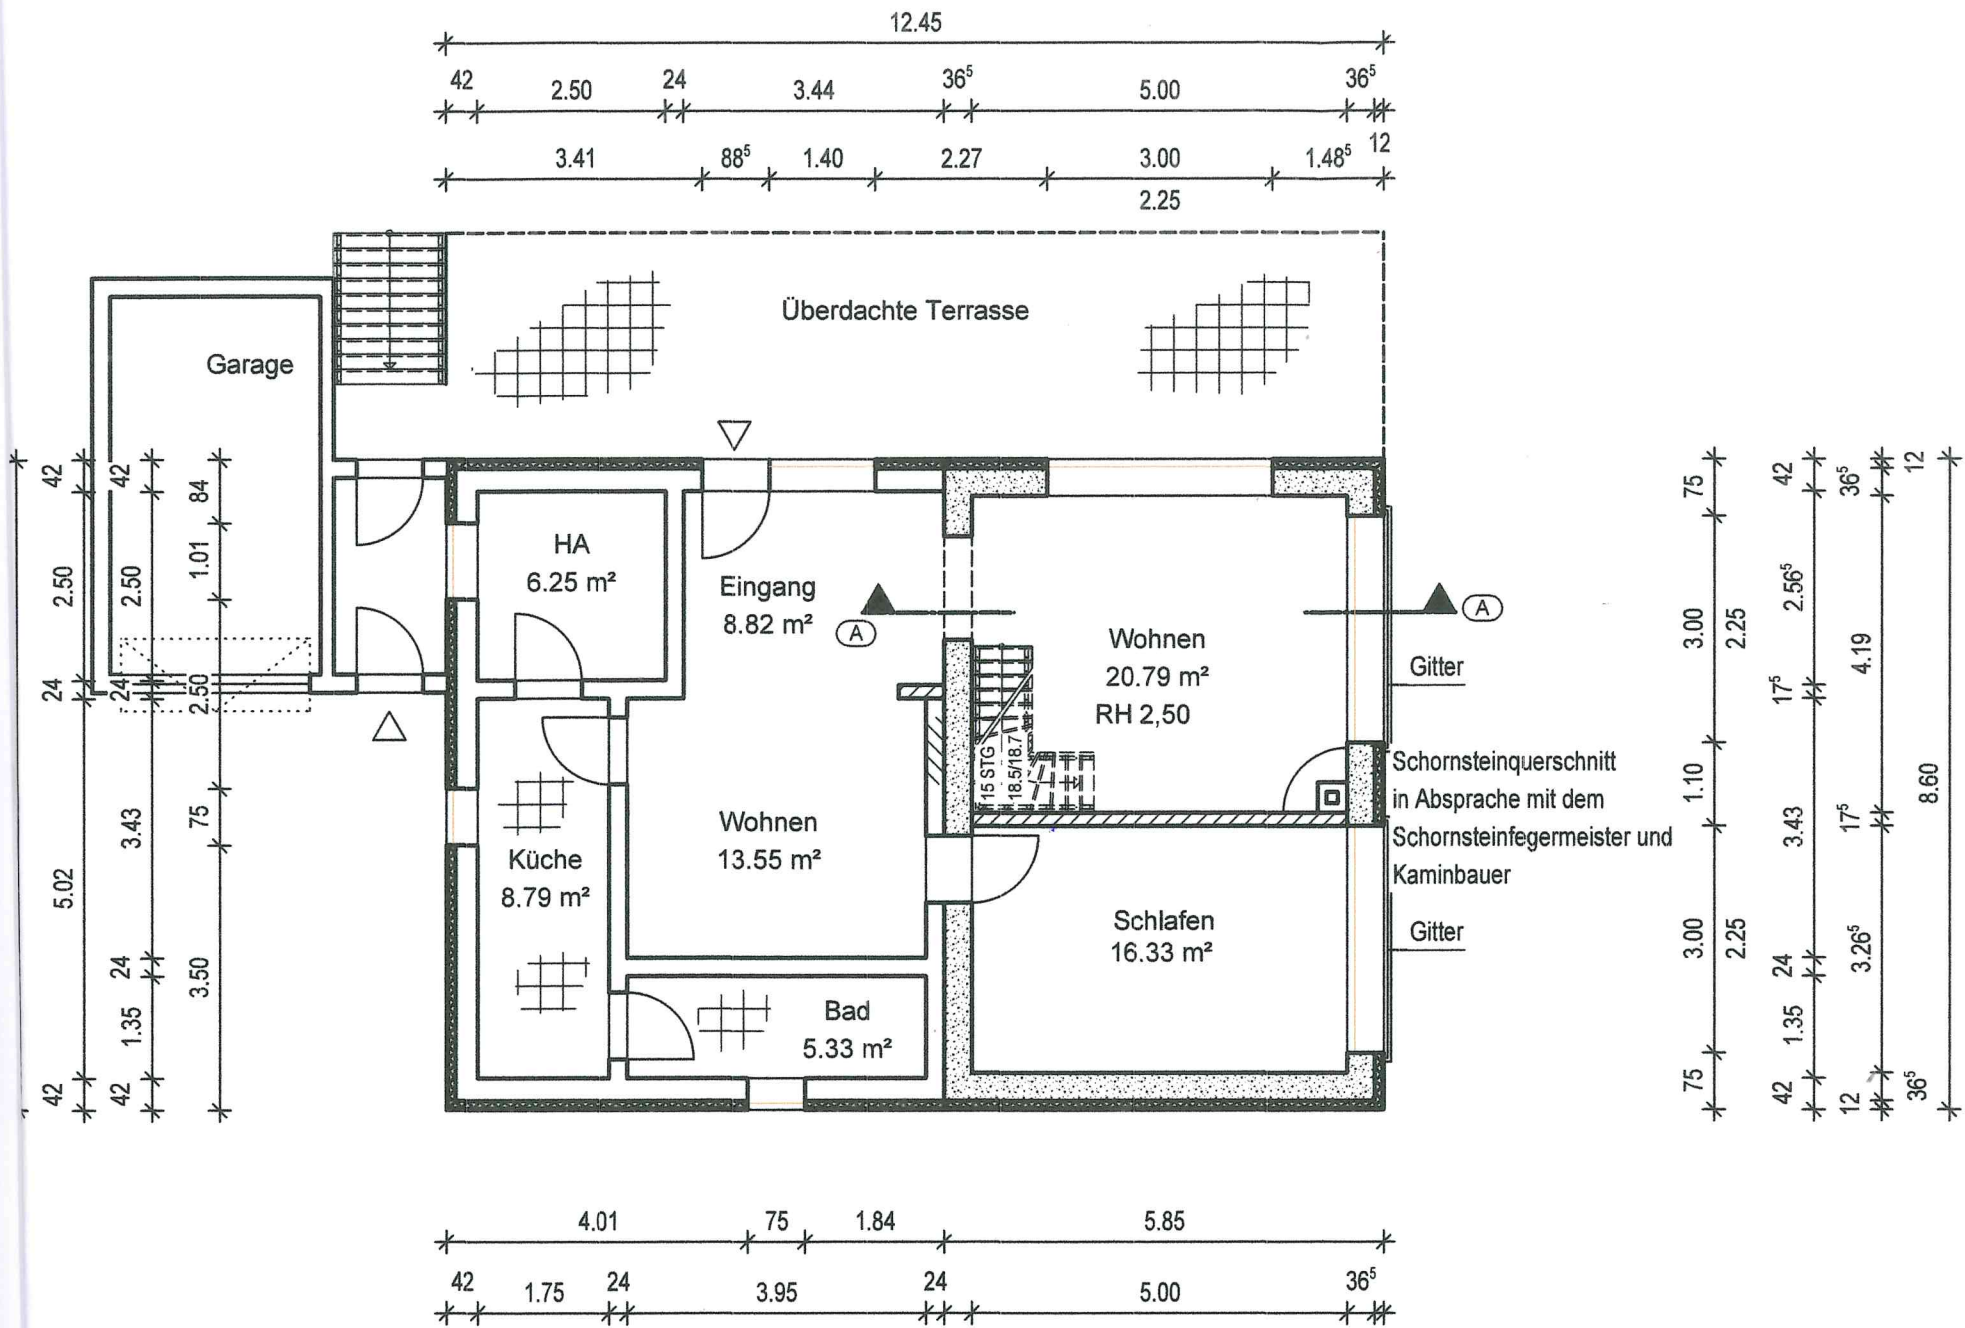 12.45
42 2.50 24 3.44 36⁵ 5.00 36⁵
12
3.41 88⁵ 1.40 2.27 3.00 1.48⁵
2.25
Überdachte Terrasse
Garage
HA
6.25 m²
Eingang
8.82 m²
A
Wohnen
20.79 m²
RH 2,50
A
Gitter
15 STG
18.5/18.7
Schornsteinquerschnitt
in Absprache mit dem
Schornsteinfegermeister und
Kaminbauer
Wohnen
13.55 m²
Küche
8.79 m²
Schlafen
16.33 m²
Gitter
Bad
5.33 m²
42 2.50 24 5.02 42
42 2.50 24 3.43 24 1.35 42
84 1.01 2.50 75 3.50
75 3.00 1.10 3.00 75
2.25 2.25
42 2.56⁵ 17⁵ 3.43 24 1.35 42
36⁵ 4.19 17⁵ 3.26⁵ 36⁵
12 12
8.60
4.01 75 1.84 5.85
42 1.75 24 3.95 24 5.00 36⁵